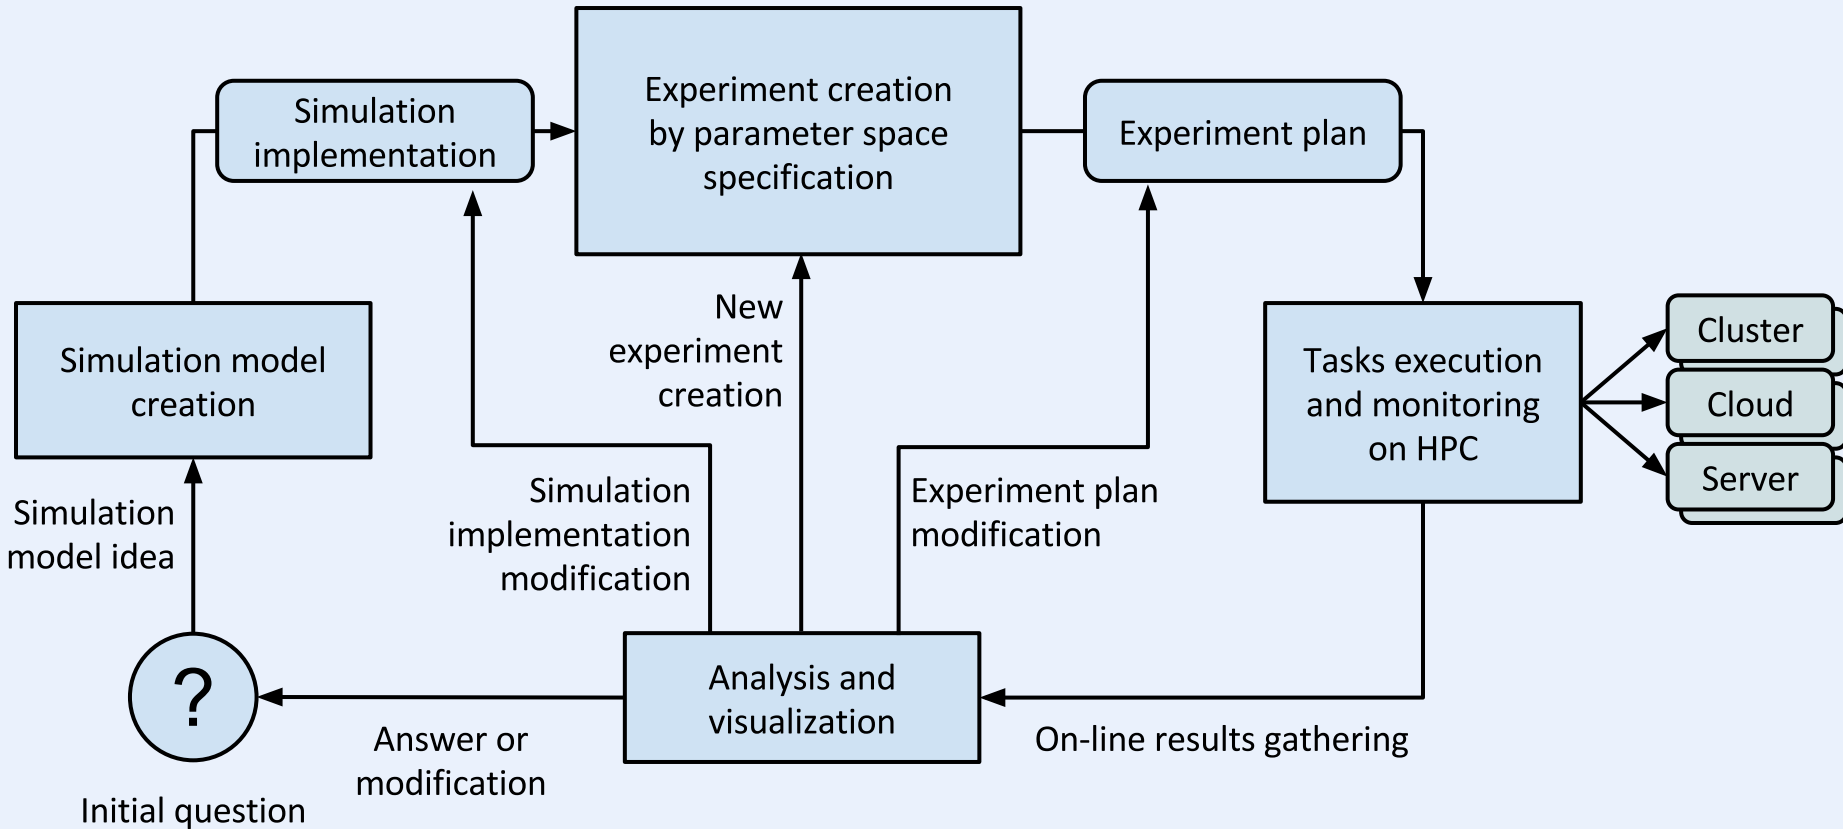 Simulation
implementation
Experiment creation
by parameter space
specification
Experiment plan
Simulation model
creation
New
experiment
creation
Tasks execution
and monitoring
on HPC
Cluster
Cloud
Server
Simulation
model idea
Simulation
implementation
modification
Experiment plan
modification
?
Initial question
Answer or
modification
Analysis and
visualization
On-line results gathering